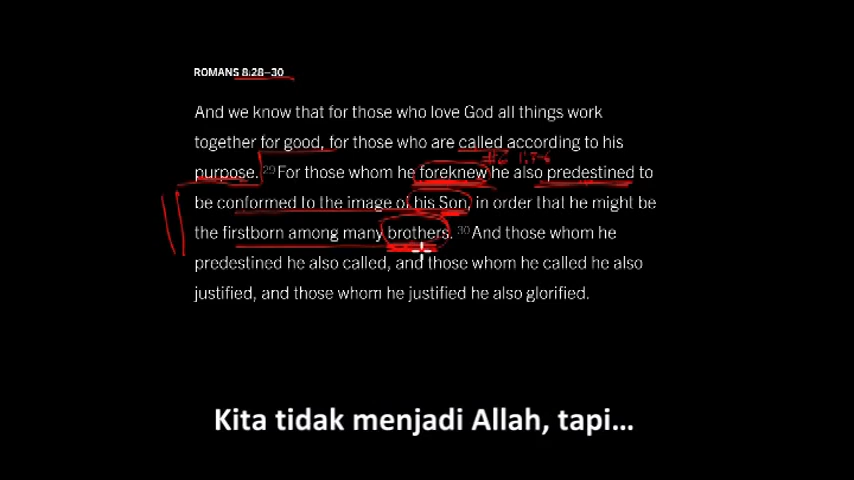 ROMANS 8:28–30
And we know that for those who love God all things work
together for good, for those who are called according to his
purpose. 29 For those whom he foreknew he also predestined to
be conformed to the image of his Son, in order that he might be
the firstborn among many brothers. 30 And those whom he
predestined he also called, and those whom he called he also
justified, and those whom he justified he also glorified.
Kita tidak menjadi Allah, tapi...